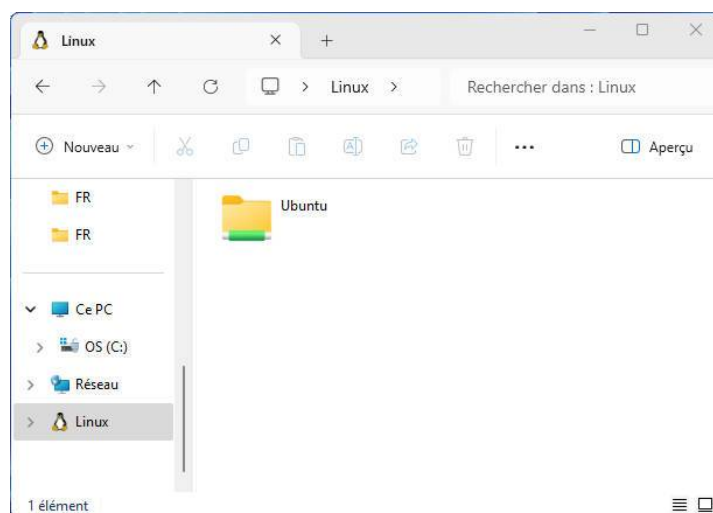 Linux
Linux
Rechercher dans : Linux
Nouveau
Aperçu
FR
FR
Ubuntu
Ce PC
OS (C:)
Réseau
Linux
1 élément